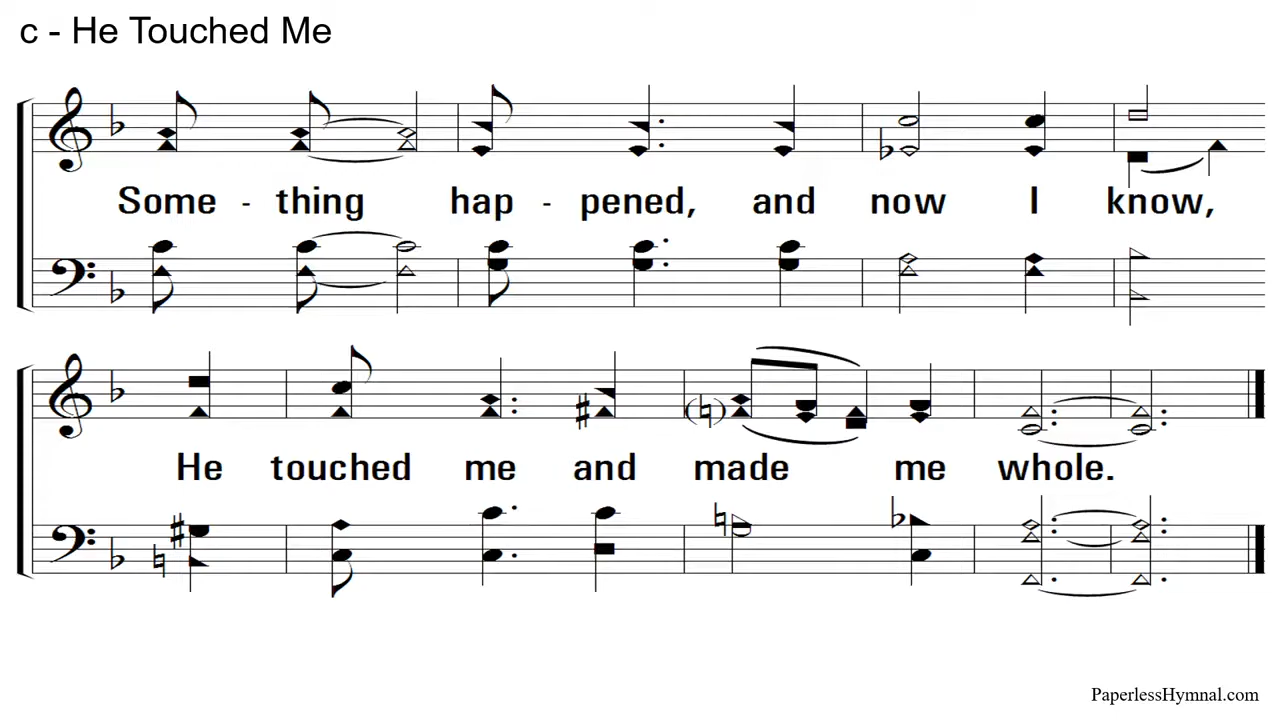 c - He Touched Me
Some - thing hap - pened, and now I know,
He touched me and made me whole.
PaperlessHymnal.com